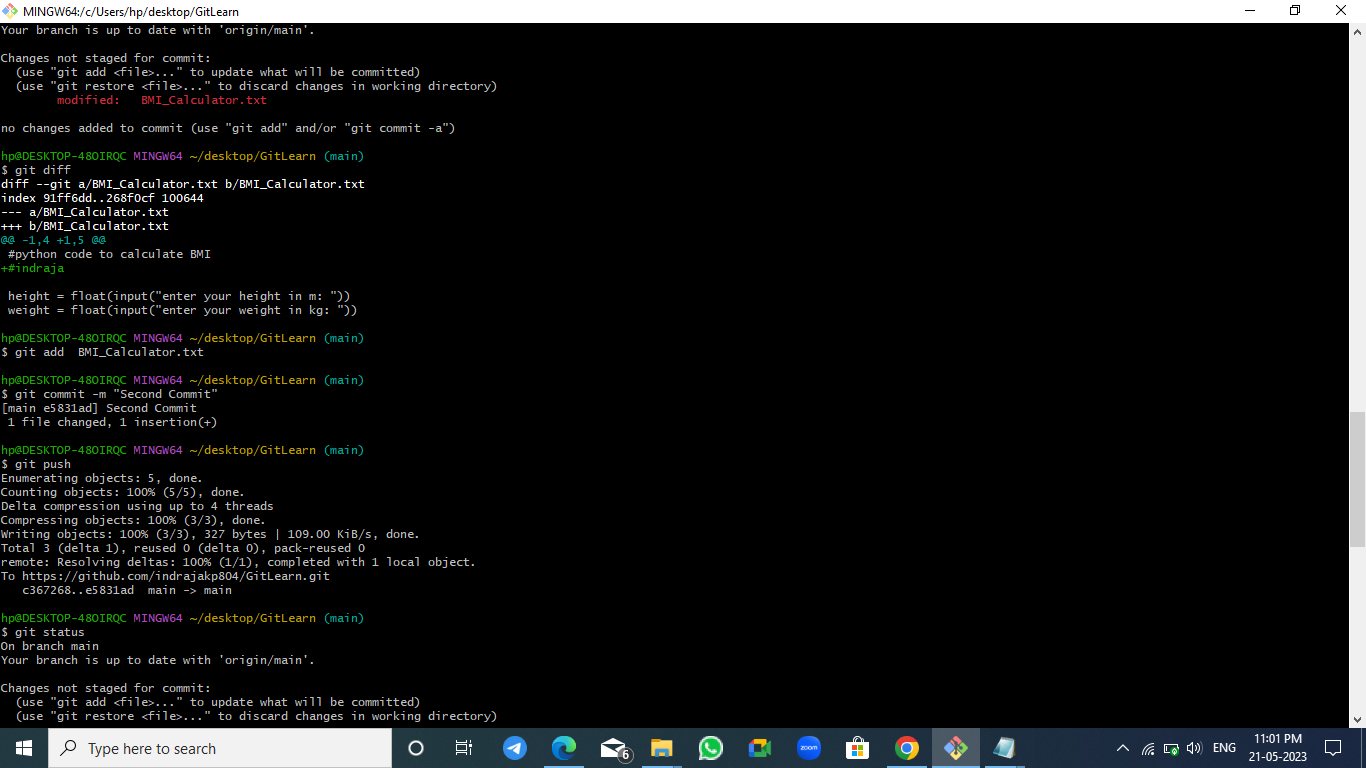 MINGW64:/c/Users/hp/desktop/GitLearn
Your branch is up to date with 'origin/main'.
Changes not staged for commit:
(use "git add <file>..." to update what will be committed)
(use "git restore <file>..." to discard changes in working directory)
modified: BMI_Calculator.txt
no changes added to commit (use "git add" and/or "git commit -a")
hp@DESKTOP-48OIRQC MINGW64 ~/desktop/GitLearn (main)
$ git diff
diff --git a/BMI_Calculator.txt b/BMI_Calculator.txt
index 91ff6dd..268f0cf 100644
--- a/BMI_Calculator.txt
+++ b/BMI_Calculator.txt
@@ -1,4 +1,5 @@
#python code to calculate BMI
+#indraja
height = float(input("enter your height in m: "))
weight = float(input("enter your weight in kg: "))
hp@DESKTOP-48OIRQC MINGW64 ~/desktop/GitLearn (main)
$ git add  BMI_Calculator.txt
hp@DESKTOP-48OIRQC MINGW64 ~/desktop/GitLearn (main)
$ git commit -m "Second Commit"
[main e5831ad] Second Commit
1 file changed, 1 insertion(+)
hp@DESKTOP-48OIRQC MINGW64 ~/desktop/GitLearn (main)
$ git push
Enumerating objects: 5, done.
Counting objects: 100% (5/5), done.
Delta compression using up to 4 threads
Compressing objects: 100% (3/3), done.
Writing objects: 100% (3/3), 327 bytes | 109.00 KiB/s, done.
Total 3 (delta 1), reused 0 (delta 0), pack-reused 0
remote: Resolving deltas: 100% (1/1), completed with 1 local object.
To https://github.com/indrajakp804/GitLearn.git
c367268..e5831ad  main -> main
hp@DESKTOP-48OIRQC MINGW64 ~/desktop/GitLearn (main)
$ git status
On branch main
Your branch is up to date with 'origin/main'.
Changes not staged for commit:
(use "git add <file>..." to update what will be committed)
(use "git restore <file>..." to discard changes in working directory)
Type here to search
6
zoom
ENG
11:01 PM
21-05-2023